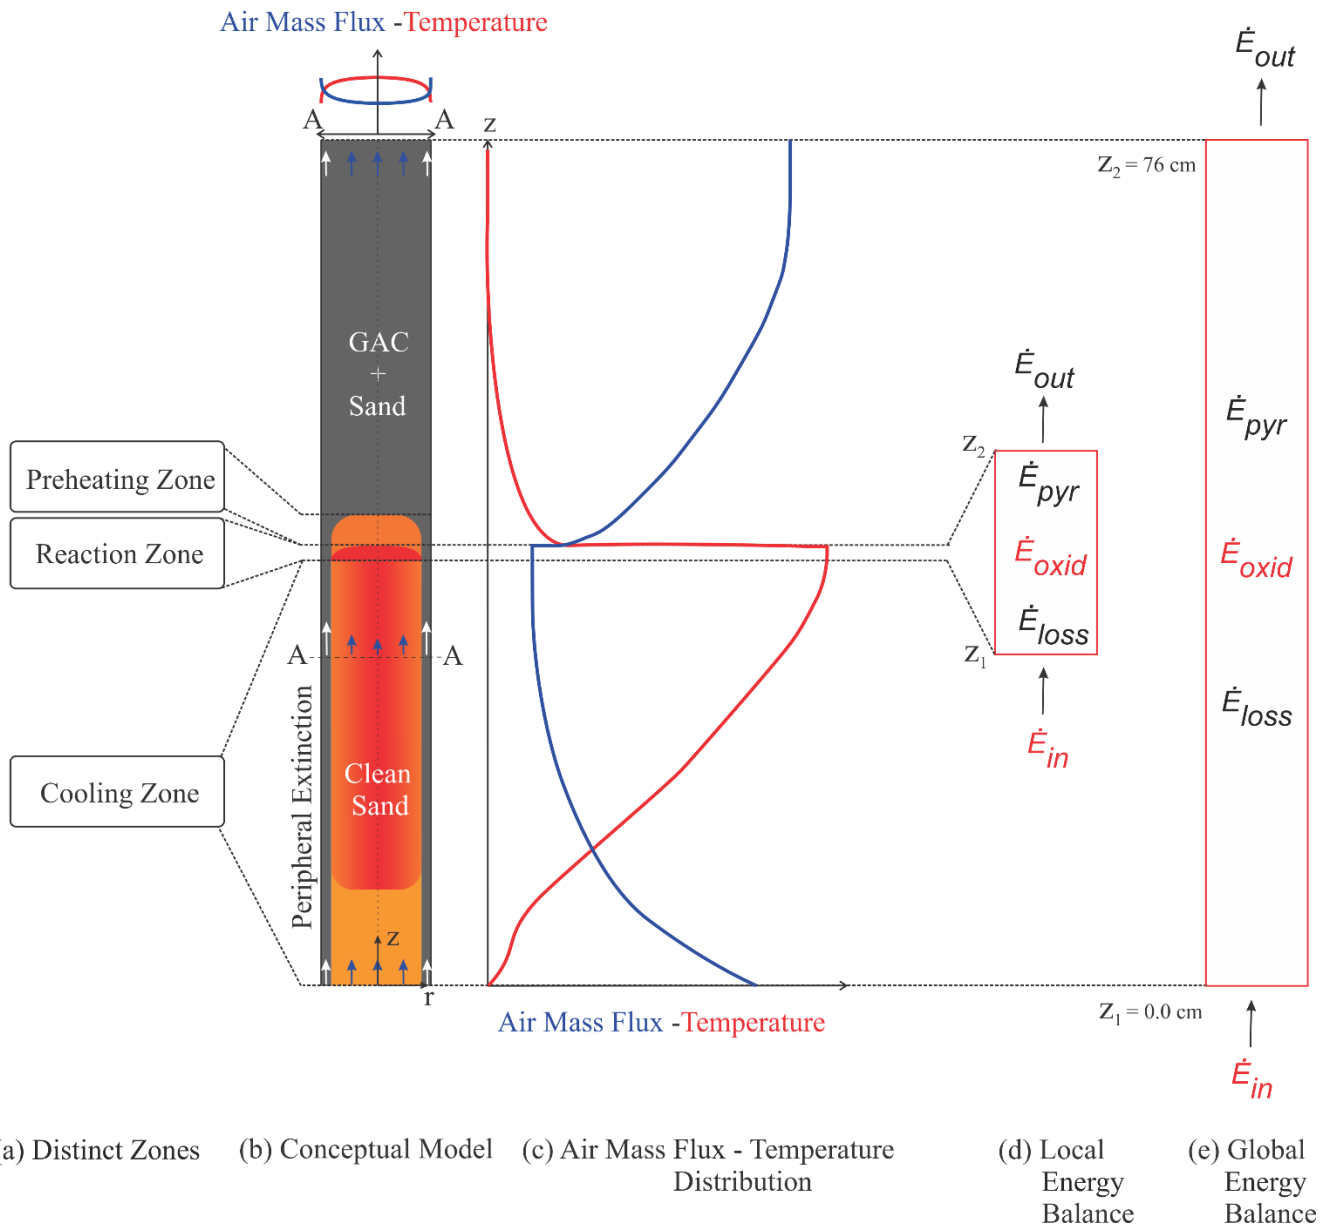 Air Mass Flux -Temperature
A A
z
GAC
+
Sand
Preheating Zone
Reaction Zone
Cooling Zone
A A
Peripheral Extinction
Clean
Sand
z
r
Air Mass Flux -Temperature
Z₂
Ėout
Ėpyr
Ėoxid
Ėloss
Z₁
Ėin
Ėout
Z₂ = 76 cm
Ėpyr
Ėoxid
Ėloss
Z₁ = 0.0 cm
Ėin
a) Distinct Zones
(b) Conceptual Model
(c) Air Mass Flux - Temperature
Distribution
(d) Local
Energy
Balance
(e) Global
Energy
Balance